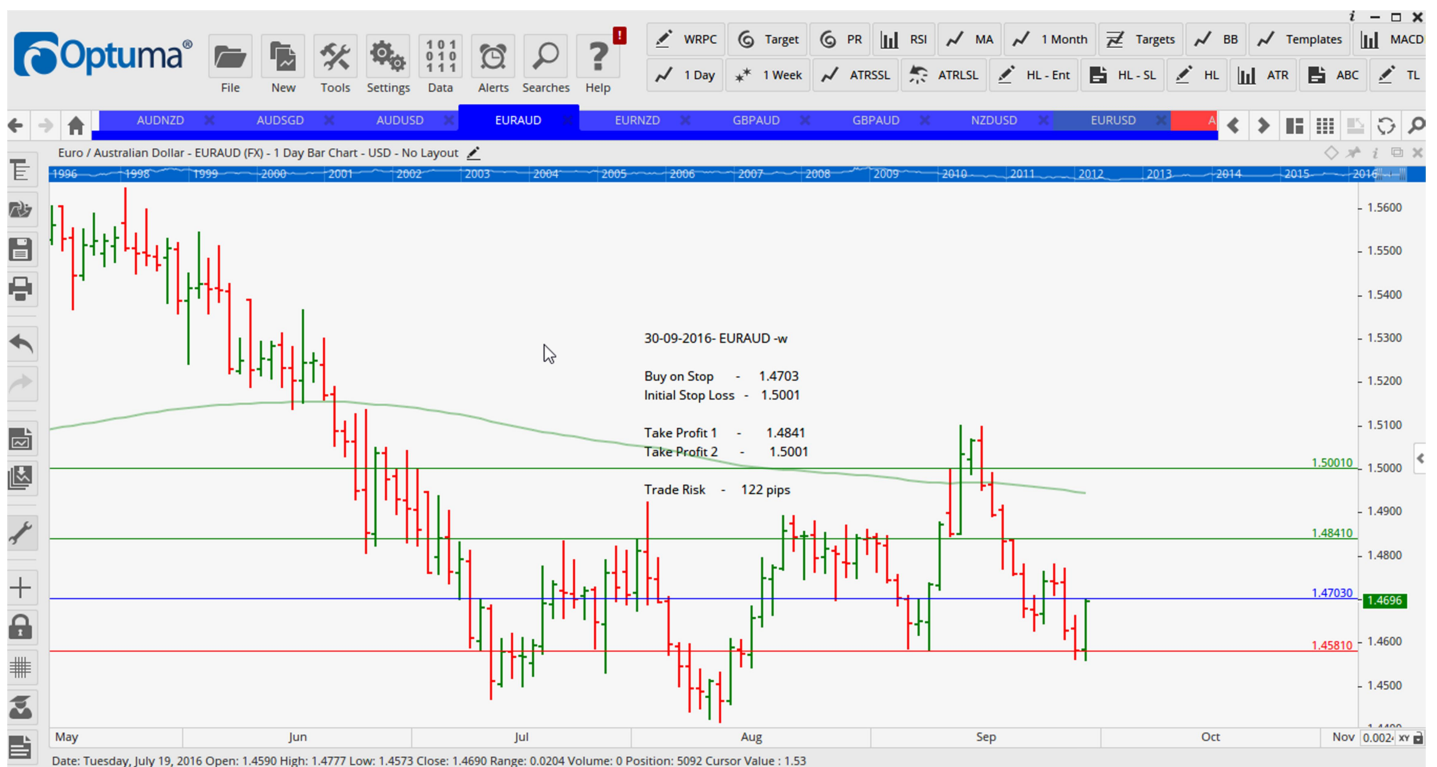 Optuma®
File
New
Tools
Settings
101
010
111
Data
Alerts
Searches
!
?
Help
WRPC
Target
PR
RSI
MA
1 Month
Targets
BB
Templates
MACD
1 Day
1 Week
ATRSSL
ATRLSL
HL - Ent
HL - SL
HL
ATR
ABC
TL
AUDNZD
AUDSGD
AUDUSD
EURAUD
EURNZD
GBPAUD
GBPAUD
NZDUSD
EURUSD
A
Euro / Australian Dollar - EURAUD (FX) - 1 Day Bar Chart - USD - No Layout
1996 1998 1999 2000 2001 2002 2003 2004 2005 2006 2007 2008 2009 2010 2011 2012 2013 2014 2015 2016
30-09-2016- EURAUD -w
Buy on Stop - 1.4703
Initial Stop Loss - 1.5001
Take Profit 1 - 1.4841
Take Profit 2 - 1.5001
Trade Risk - 122 pips
1.50010
1.48410
1.47030
1.45810
1.5600
1.5500
1.5400
1.5300
1.5200
1.5100
1.5000
1.4900
1.4800
1.4696
1.4600
1.4500
May Jun Jul Aug Sep Oct Nov
XY
Date: Tuesday, July 19, 2016 Open: 1.4590 High: 1.4777 Low: 1.4573 Close: 1.4690 Range: 0.0204 Volume: 0 Position: 5092 Cursor Value : 1.53